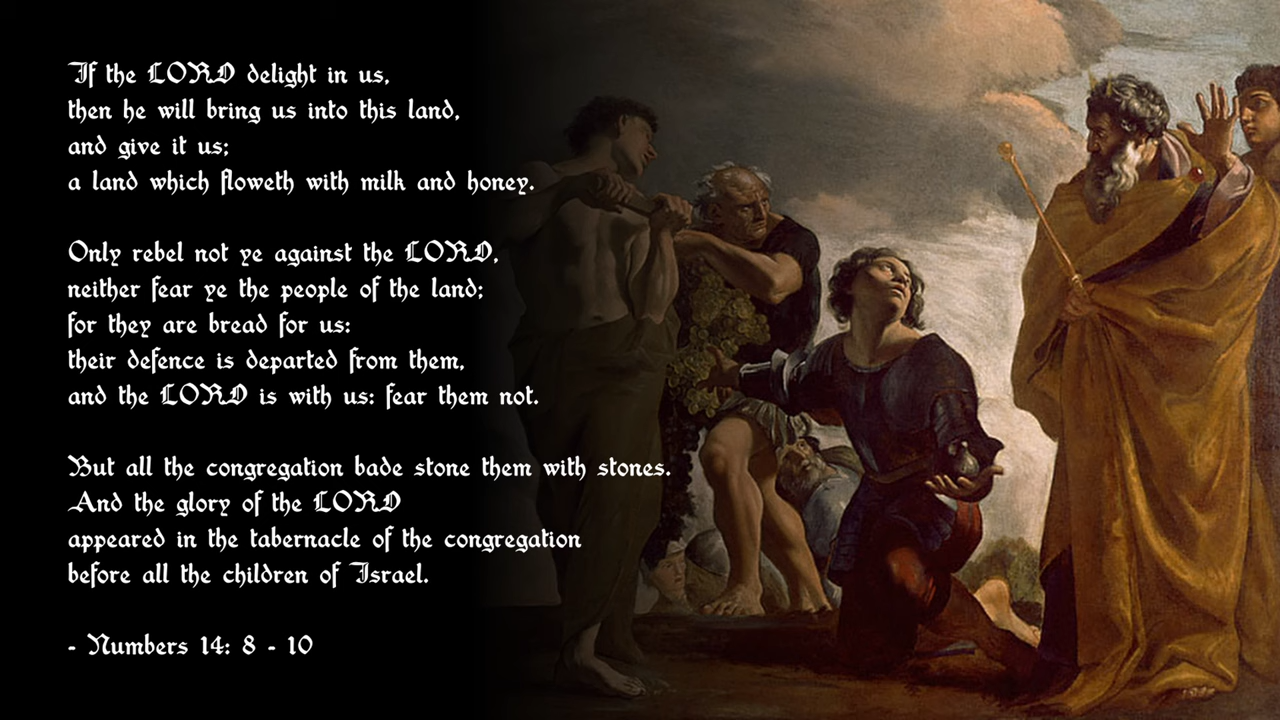 If the LORD delight in us,
then he will bring us into this land,
and give it us;
a land which floweth with milk and honey.
Only rebel not ye against the LORD,
neither fear ye the people of the land;
for they are bread for us:
their defence is departed from them,
and the LORD is with us: fear them not.
But all the congregation bade stone them with stones.
And the glory of the LORD
appeared in the tabernacle of the congregation
before all the children of Israel.
- Numbers 14: 8 - 10